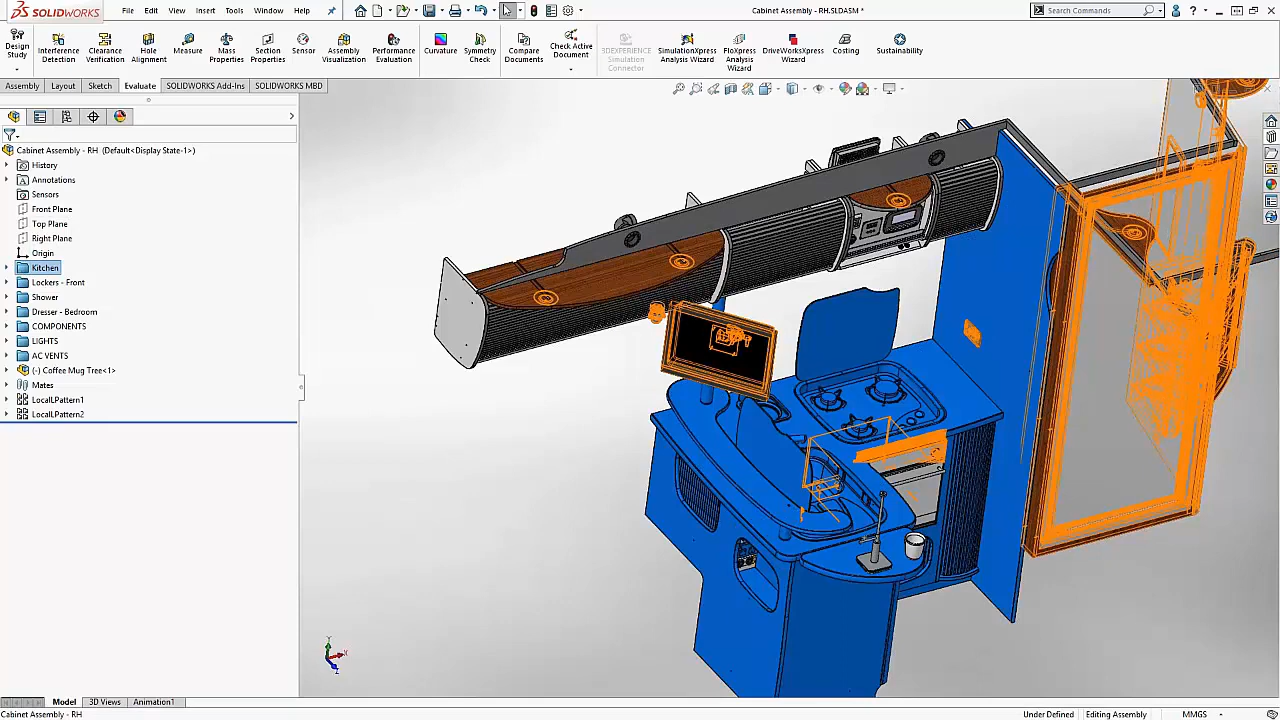 SOLIDWORKS
File
Edit
View
Insert
Tools
Window
Help
Cabinet Assembly - RH.SLDASM *
Search Commands
Design Study
Interference Detection
Clearance Verification
Hole Alignment
Measure
Mass Properties
Section Properties
Sensor
Assembly Visualization
Performance Evaluation
Curvature
Symmetry Check
Compare Documents
Check Active Document
3DEXPERIENCE Simulation Connector
SimulationXpress Analysis Wizard
FloXpress Analysis Wizard
DriveWorksXpress Wizard
Costing
Sustainability
Assembly
Layout
Sketch
Evaluate
SOLIDWORKS Add-Ins
SOLIDWORKS MBD
Cabinet Assembly - RH (Default<Display State-1>)
History
Annotations
Sensors
Front Plane
Top Plane
Right Plane
Origin
Kitchen
Lockers - Front
Shower
Dresser - Bedroom
COMPONENTS
LIGHTS
AC VENTS
(-) Coffee Mug Tree<1>
Mates
LocalLPattern1
LocalLPattern2
Model
3D Views
Animation1
Cabinet Assembly - RH
Under Defined
Editing Assembly
MMGS